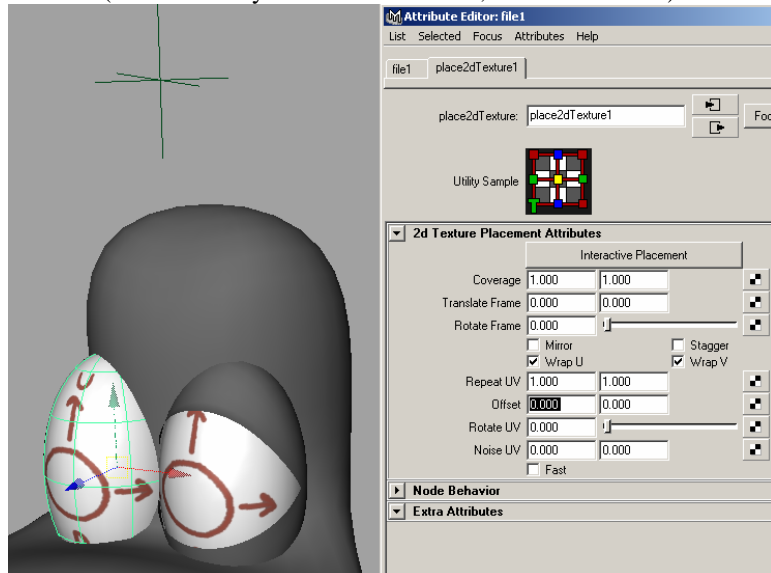 Attribute Editor: file1
List Selected Focus Attributes Help
file1 place2dTexture1
place2dTexture: place2dTexture1
Utility Sample
T
2d Texture Placement Attributes
Interactive Placement
Coverage 1.000 1.000
Translate Frame 0.000 0.000
Rotate Frame 0.000
Mirror Stagger
Wrap U Wrap V
Repeat UV 1.000 1.000
Offset 0.000 0.000
Rotate UV 0.000
Noise UV 0.000 0.000
Fast
Node Behavior
Extra Attributes
U